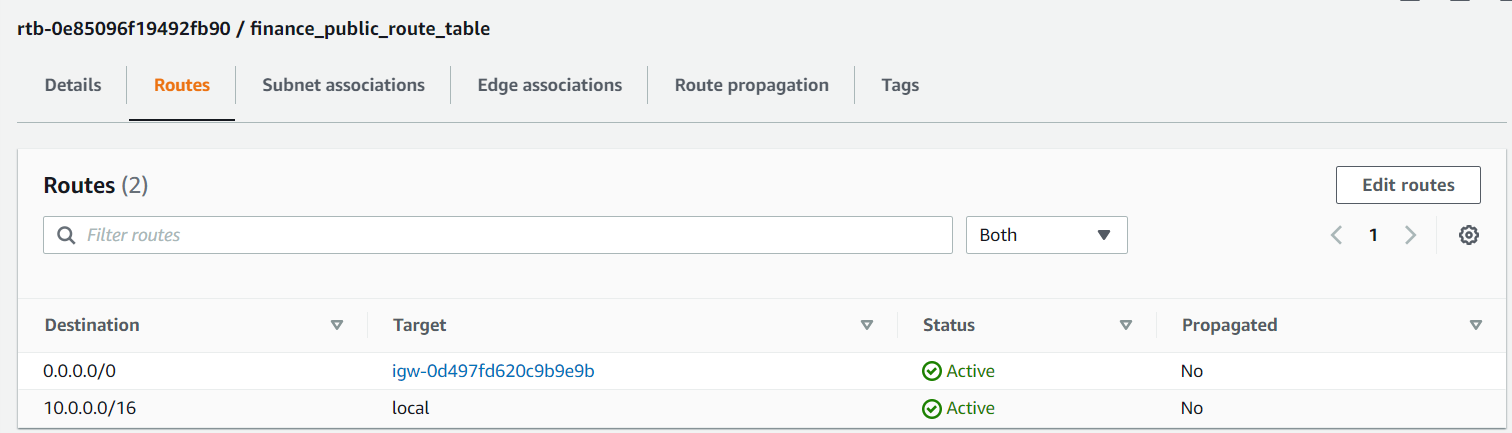 rtb-0e85096f19492fb90 / finance_public_route_table
Details Routes Subnet associations Edge associations Route propagation Tags
Routes (2) Edit routes
Filter routes Both 1
Destination Target Status Propagated
0.0.0.0/0 igw-0d497fd620c9b9e9b Active No
10.0.0.0/16 local Active No